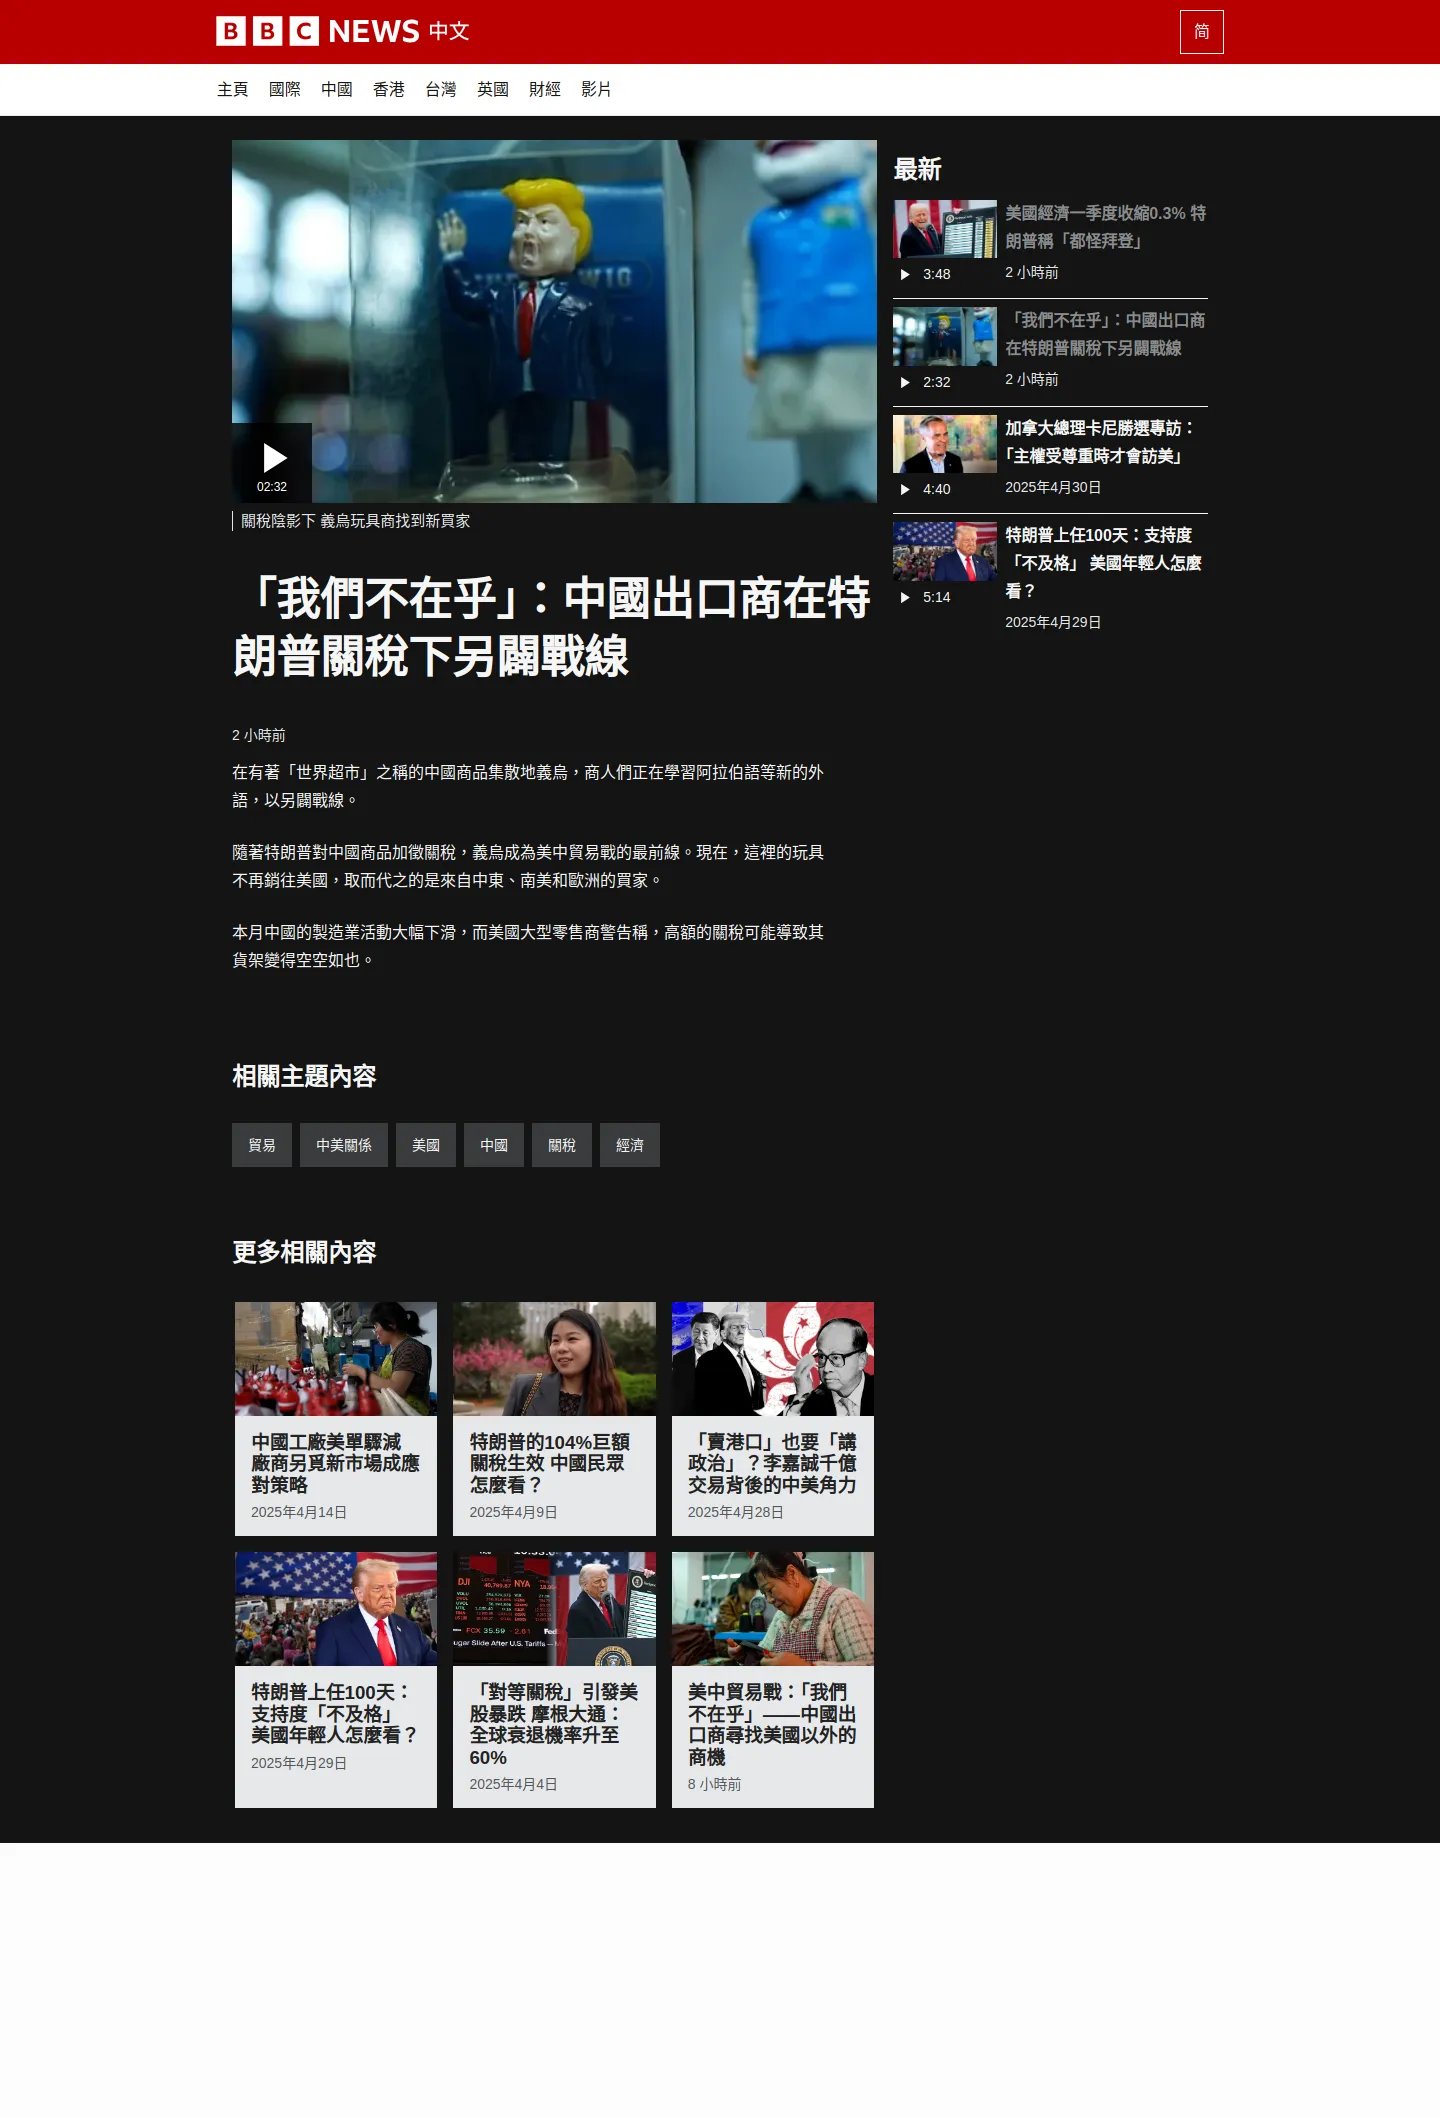 BBC NEWS 中文
简
主頁 國際 中國 香港 台灣 英國 財經 影片
02:32
關稅陰影下 義烏玩具商找到新買家
「我們不在乎」：中國出口商在特
朗普關稅下另闢戰線
2 小時前
在有著「世界超市」之稱的中國商品集散地義烏，商人們正在學習阿拉伯語等新的外
語，以另闢戰線。
隨著特朗普對中國商品加徵關稅，義烏成為美中貿易戰的最前線。現在，這裡的玩具
不再銷往美國，取而代之的是來自中東、南美和歐洲的買家。
本月中國的製造業活動大幅下滑，而美國大型零售商警告稱，高額的關稅可能導致其
貨架變得空空如也。
最新
美國經濟一季度收縮0.3% 特
朗普稱「都怪拜登」
3:48
2 小時前
「我們不在乎」：中國出口商
在特朗普關稅下另闢戰線
2:32
2 小時前
加拿大總理卡尼勝選專訪：
「主權受尊重時才會訪美」
4:40
2025年4月30日
特朗普上任100天：支持度
「不及格」 美國年輕人怎麼
看？
5:14
2025年4月29日
相關主題內容
貿易 中美關係 美國 中國 關稅 經濟
更多相關內容
中國工廠美單驟減
廠商另覓新市場成應
對策略
2025年4月14日
特朗普的104%巨額
關稅生效 中國民眾
怎麼看？
2025年4月9日
「賣港口」也要「講
政治」？李嘉誠千億
交易背後的中美角力
2025年4月28日
特朗普上任100天：
支持度「不及格」
美國年輕人怎麼看？
2025年4月29日
DJI
NYA
FCX 35.59 -2.61
ugar Slide After U.S. Tariffs
「對等關稅」引發美
股暴跌 摩根大通：
全球衰退機率升至
60%
2025年4月4日
美中貿易戰：「我們
不在乎」——中國出
口商尋找美國以外的
商機
8 小時前